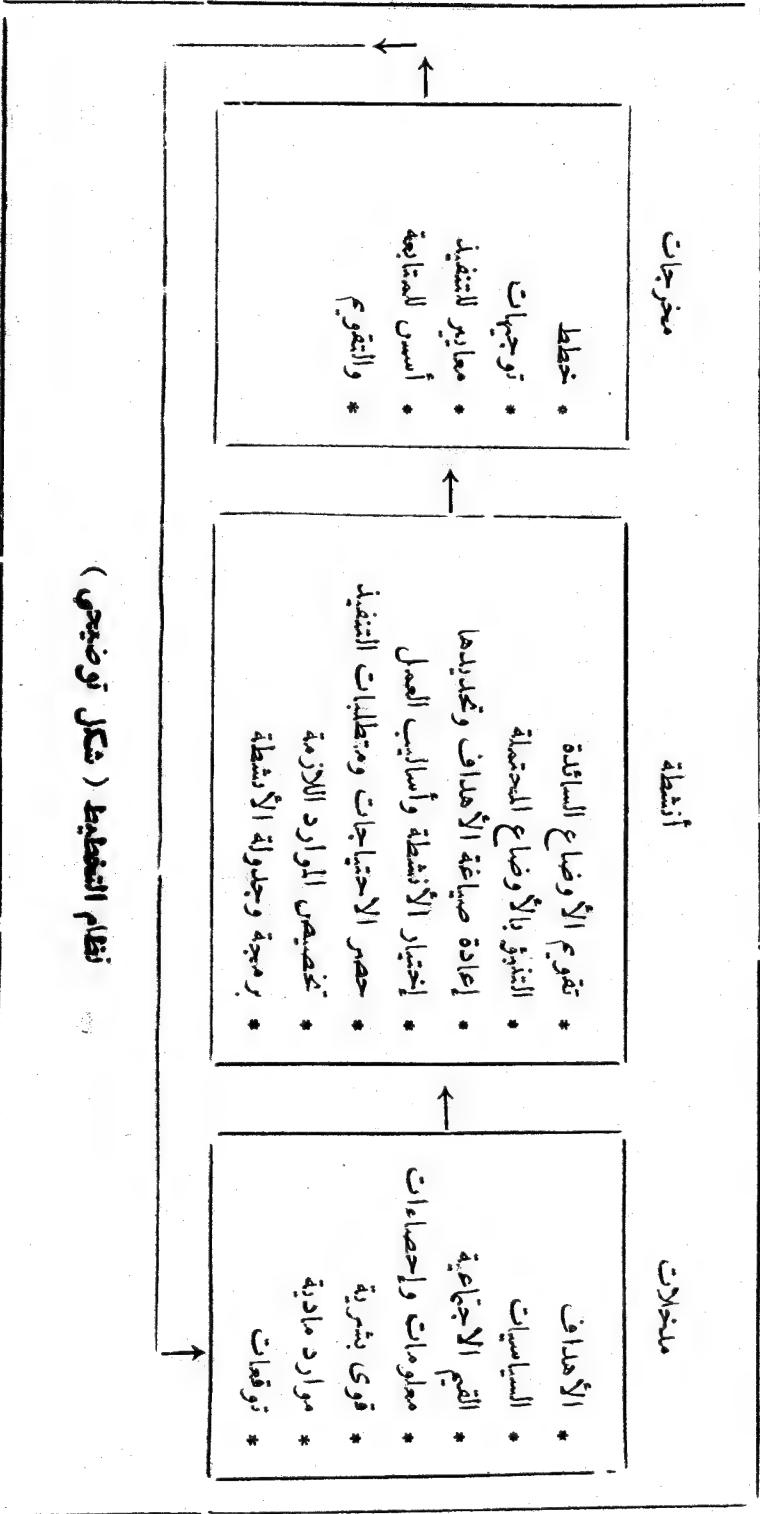 مدخلات
* الأهداف
* السياسات
* القيم الاجتماعية
* معلومات وإحصاءات
* قوى بشرية
* موارد مادية
* توقعات
أنشطة
* تقويم الأوضاع السائدة
* التنبؤ بالأوضاع المحتملة
* إعادة صياغة الأهداف وتحديدها
* إختيار الأنشطة وأساليب العمل
* حصر الاحتياجات ومتطلبات التنفيذ
* تخصيص الموارد اللازمة
* برمجة وجدولة الأنشطة
مخرجات
* خطط
* توجيهات
* معايير للتنفيذ
* أسس للمتابعة
* والتقويم
نظام التخطيط ( شكل توضيحي )